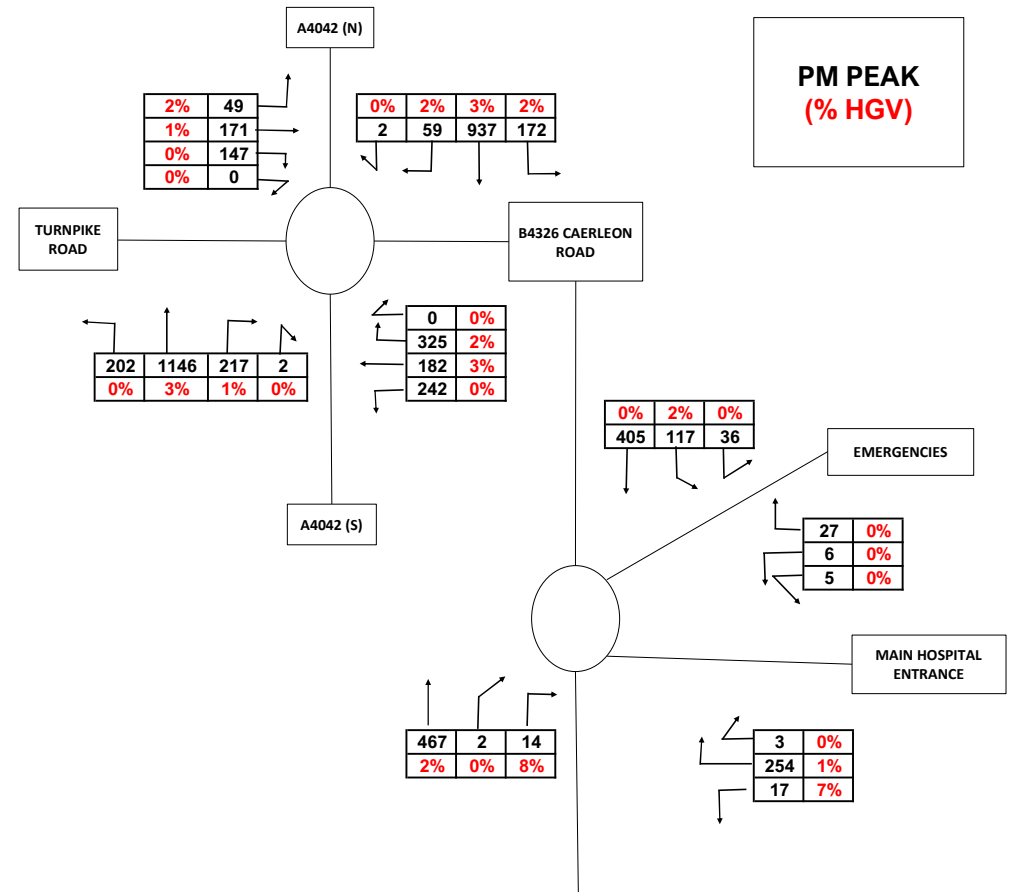 A4042 (N)
PM PEAK
(% HGV)
2% 49
1% 171
0% 147
0% 0
0% 2% 3% 2%
2 59 937 172
TURNPIKE
ROAD
B4326 CAERLEON
ROAD
202 1146 217 2
0% 3% 1% 0%
0 0%
325 2%
182 3%
242 0%
A4042 (S)
0% 2% 0%
405 117 36
EMERGENCIES
27 0%
6 0%
5 0%
MAIN HOSPITAL
ENTRANCE
467 2 14
2% 0% 8%
3 0%
254 1%
17 7%